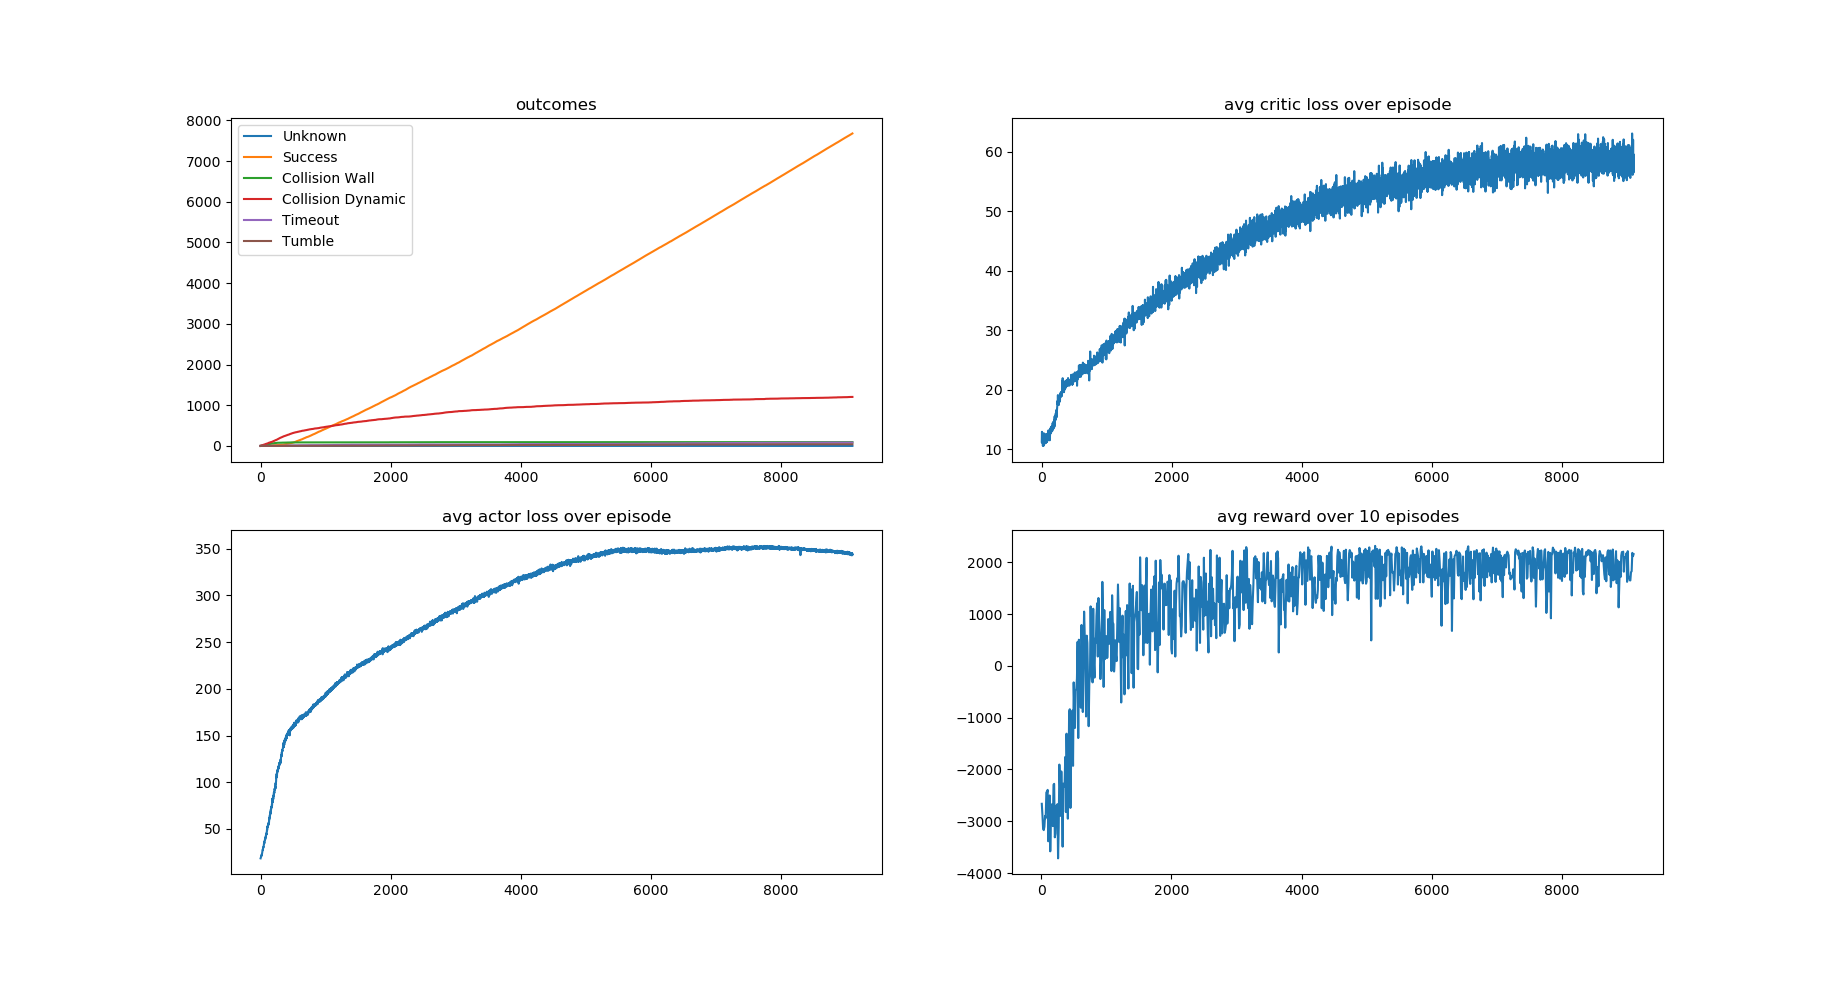 outcomes
8000
7000
6000
5000
4000
3000
2000
1000
0
Unknown
Success
Collision Wall
Collision Dynamic
Timeout
Tumble
0 2000 4000 6000 8000
avg critic loss over episode
60
50
40
30
20
10
0 2000 4000 6000 8000
avg actor loss over episode
350
300
250
200
150
100
50
0 2000 4000 6000 8000
avg reward over 10 episodes
2000
1000
0
−1000
−2000
−3000
−4000
0 2000 4000 6000 8000